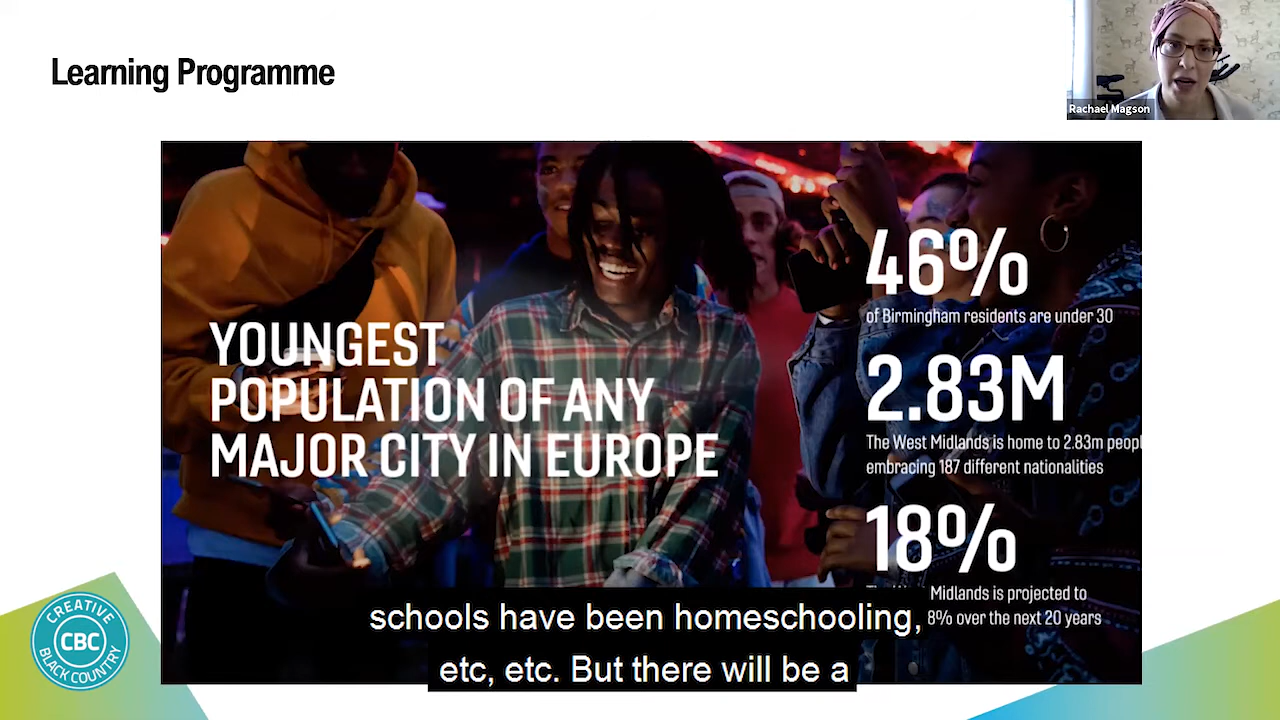 Learning Programme
Rachael Magson
YOUNGEST
POPULATION OF ANY
MAJOR CITY IN EUROPE
46%
of Birmingham residents are under 30
2.83M
The West Midlands is home to 2.83m peopl
embracing 187 different nationalities
18%
Midlands is projected to
8% over the next 20 years
schools have been homeschooling,
etc, etc. But there will be a
CREATIVE
CBC
BLACK COUNTRY